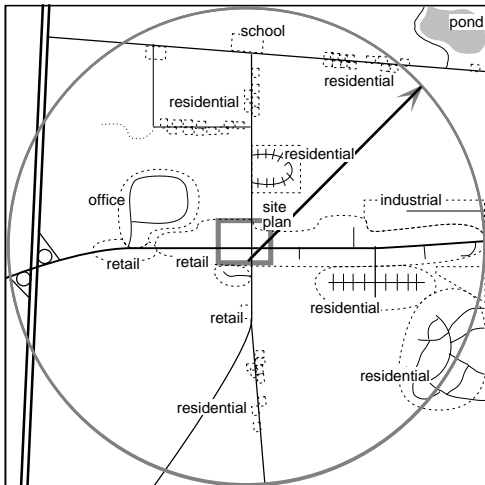 pond
school
residential
residential
residential
office
site
plan
industrial
retail
retail
residential
retail
residential
residential